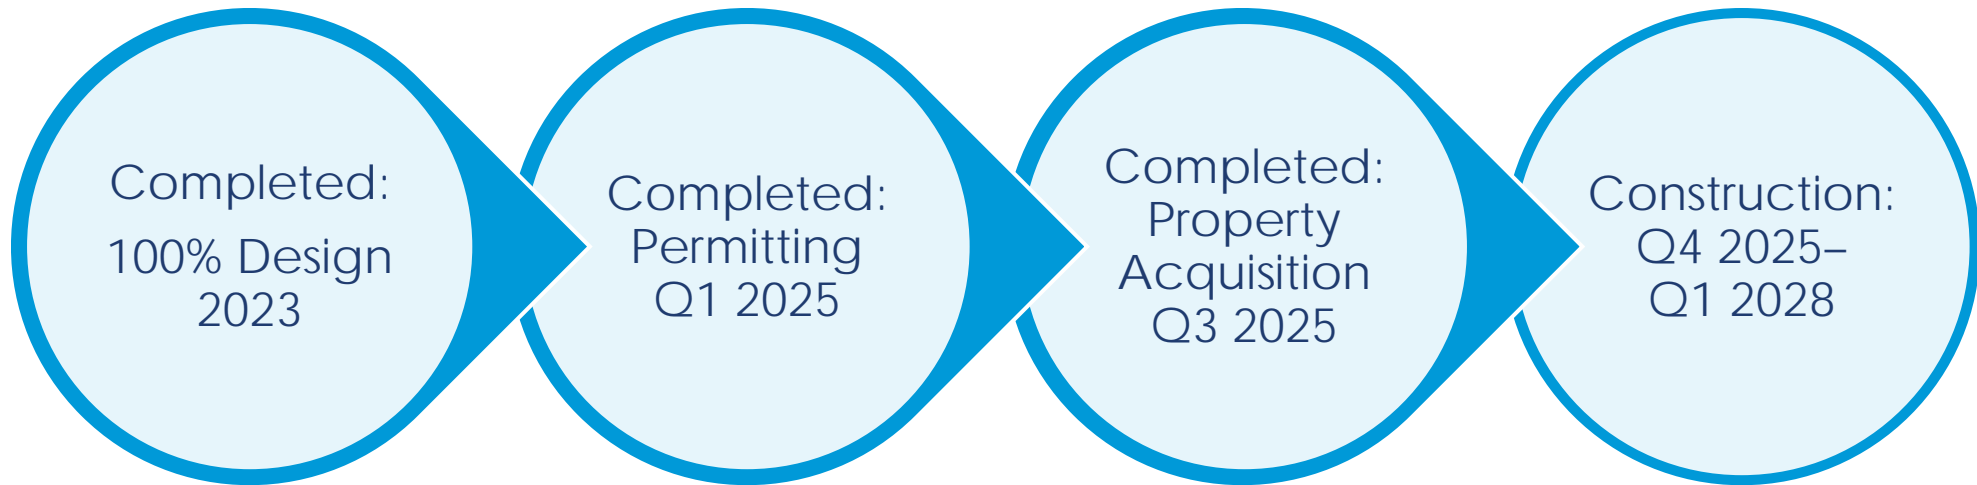 Completed:
100% Design
2023
Completed:
Permitting
Q1 2025
Completed:
Property
Acquisition
Q3 2025
Construction:
Q4 2025–
Q1 2028